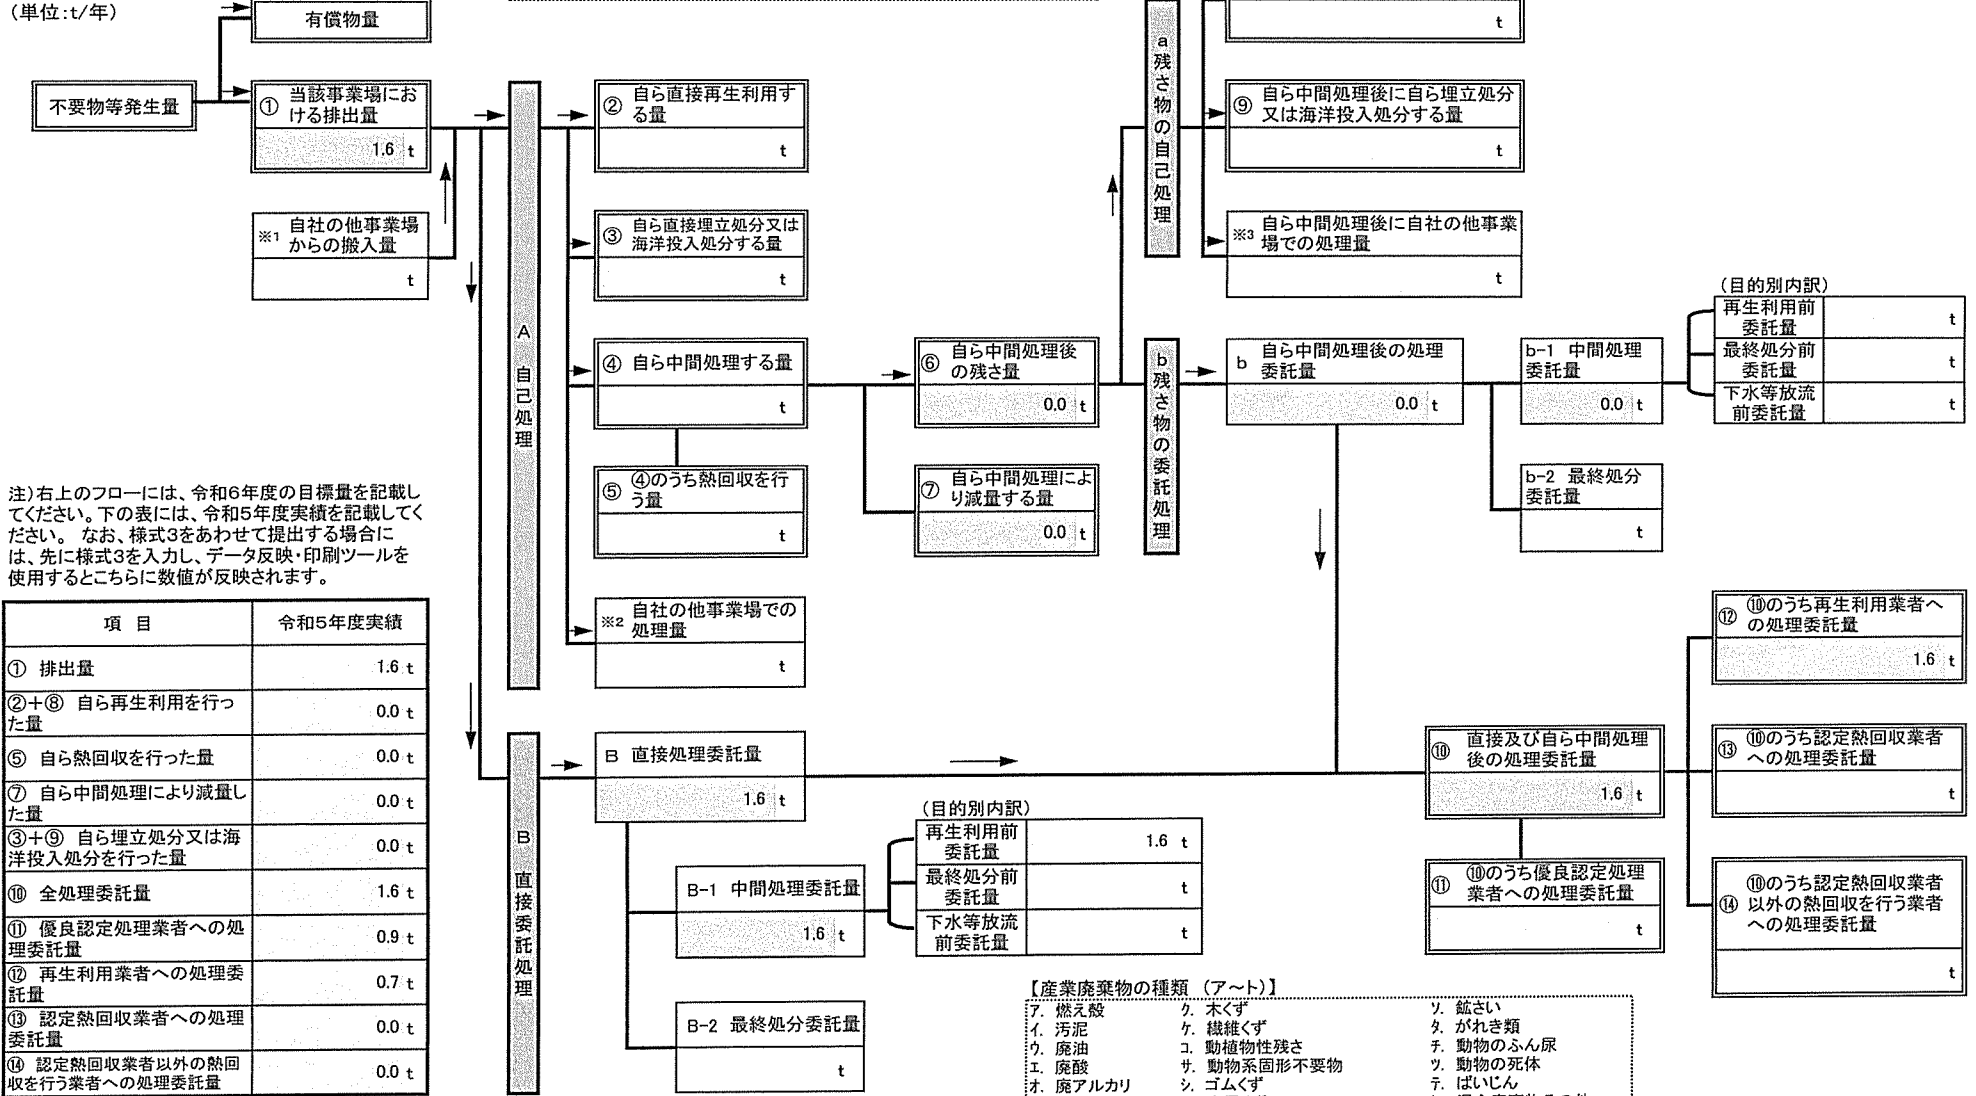 (単位:t/年)
有償物量
不要物等発生量
① 当該事業場にお
ける排出量
1.6 t
※1 自社の他事業場
からの搬入量
t
A 自己処理
② 自ら直接再生利用す
る量
t
③ 自ら直接埋立処分又は
海洋投入処分する量
t
④ 自ら中間処理する量
t
⑤ ④のうち熱回収を行
う量
t
※2 自社の他事業場での
処理量
t
⑥ 自ら中間処理後
の残さ量
0.0 t
⑦ 自ら中間処理によ
り減量する量
0.0 t
a残さ物の自己処理
t
⑨ 自ら中間処理後に自ら埋立処分
又は海洋投入処分する量
t
※3 自ら中間処理後に自社の他事業
場での処理量
t
b残さ物の委託処理
b 自ら中間処理後の処理
委託量
0.0 t
b-1 中間処理
委託量
0.0 t
b-2 最終処分
委託量
t
(目的別内訳)
再生利用前
委託量
t
最終処分前
委託量
t
下水等放流
前委託量
t
注)右上のフローには、令和6年度の目標量を記載し
てください。下の表には、令和5年度実績を記載してく
ださい。 なお、様式3をあわせて提出する場合に
は、先に様式3を入力し、データ反映・印刷ツールを
使用するとこちらに数値が反映されます。
項 目 令和5年度実績
① 排出量 1.6 t
②+⑧ 自ら再生利用を行っ
た量 0.0 t
⑤ 自ら熱回収を行った量 0.0 t
⑦ 自ら中間処理により減量し
た量 0.0 t
③+⑨ 自ら埋立処分又は海
洋投入処分を行った量 0.0 t
⑩ 全処理委託量 1.6 t
⑪ 優良認定処理業者への処
理委託量 0.9 t
⑫ 再生利用業者への処理委
託量 0.7 t
⑬ 認定熱回収業者への処理
委託量 0.0 t
⑭ 認定熱回収業者以外の熱回
収を行う業者への処理委託量 0.0 t
B 直接委託処理
B 直接処理委託量
1.6 t
B-1 中間処理委託量
1.6 t
B-2 最終処分委託量
t
(目的別内訳)
再生利用前
委託量
1.6 t
最終処分前
委託量
t
下水等放流
前委託量
t
⑩ 直接及び自ら中間処理
後の処理委託量
1.6 t
⑪ ⑩のうち優良認定処理
業者への処理委託量
t
⑫ ⑩のうち再生利用業者へ
の処理委託量
1.6 t
⑬ ⑩のうち認定熱回収業者
への処理委託量
t
⑭ ⑩のうち認定熱回収業者
以外の熱回収を行う業者
への処理委託量
t
【産業廃棄物の種類 (ア~ト)】
ア. 燃え殻
イ. 汚泥
ウ. 廃油
エ. 廃酸
オ. 廃アルカリ
ク. 木くず
ケ. 繊維くず
コ. 動植物性残さ
サ. 動物系固形不要物
シ. ゴムくず
ソ. 鉱さい
タ. がれき類
チ. 動物のふん尿
ツ. 動物の死体
テ. ばいじん